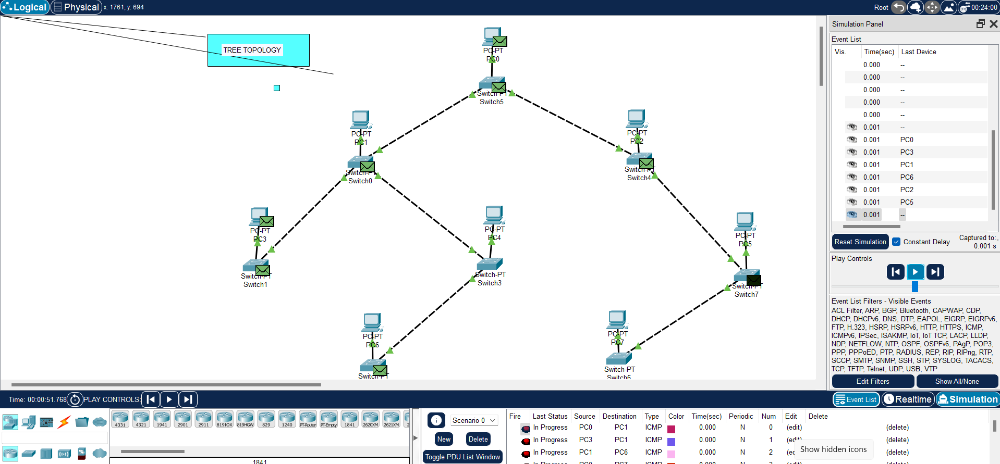 Logical Physical x: 1761, y: 694 Root 00:24:00
TREE TOPOLOGY
PC-PT
PC0
Switch-PT
Switch5
PC-PT
PC1
PC-PT
PC2
Switch-PT
Switch0
Switch-PT
Switch4
PC-PT
PC3
PC-PT
PC4
PC-PT
PC5
Switch-PT
Switch1
Switch-PT
Switch3
Switch-PT
Switch7
PC-PT
PC6
PC-PT
PC7
Switch-PT
Switch-PT
Switch6
Simulation Panel
Event List
Vis. Time(sec) Last Device
0.000 --
0.000 --
0.000 --
0.000 --
0.000 --
0.001 --
0.001 PC0
0.001 PC3
0.001 PC1
0.001 PC6
0.001 PC2
0.001 PC5
0.001 --
Reset Simulation Constant Delay Captured to:
0.001 s
Play Controls
Event List Filters - Visible Events
ACL Filter, ARP, BGP, Bluetooth, CAPWAP, CDP,
DHCP, DHCPv6, DNS, DTP, EAPOL, EIGRP, EIGRPv6,
FTP, H.323, HSRP, HSRPv6, HTTP, HTTPS, ICMP,
ICMPv6, IPSec, ISAKMP, IoT, IoT TCP, LACP, LLDP,
NDP, NETFLOW, NTP, OSPF, OSPFv6, PAgP, POP3,
PPP, PPPoED, PTP, RADIUS, REP, RIP, RIPng, RTP,
SCCP, SMTP, SNMP, SSH, STP, SYSLOG, TACACS,
TCP, TFTP, Telnet, UDP, USB, VTP
Edit Filters Show All/None
Time: 00:00:51.768 PLAY CONTROLS: Event List Realtime Simulation
4331 4321 1941 2901 2911 819IOX 819HGW 829 1240 PT-Router PT-Empty 1841 2620XM 2621XM
1841
Scenario 0
New Delete
Toggle PDU List Window
Fire Last Status Source Destination Type Color Time(sec) Periodic Num Edit Delete
In Progress PC0 PC1 ICMP 0.000 N 0 (edit) (delete)
In Progress PC3 PC1 ICMP 0.000 N 1 (edit) (delete)
In Progress PC1 PC6 ICMP 0.000 N 2 (delete)
In Progress PC0 PC7 ICMP 0.000 N (delete)
Show hidden icons